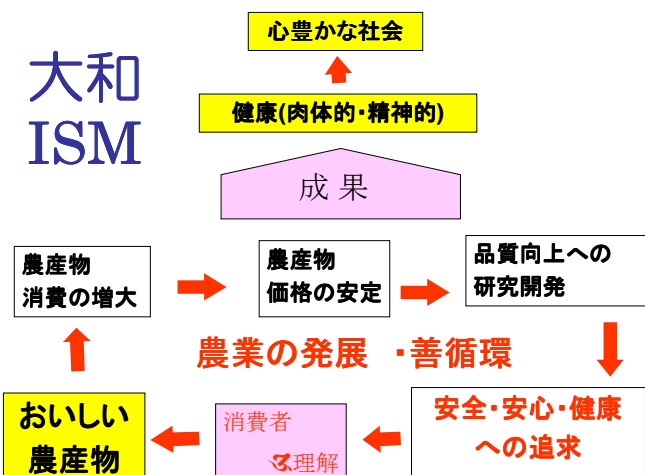 大和
ISM
心豊かな社会
健康(肉体的・精神的)
成果
農産物
消費の増大
農産物
価格の安定
品質向上への
研究開発
農業の発展 ・善循環
おいしい
農産物
消費者
理解
安全・安心・健康
への追求